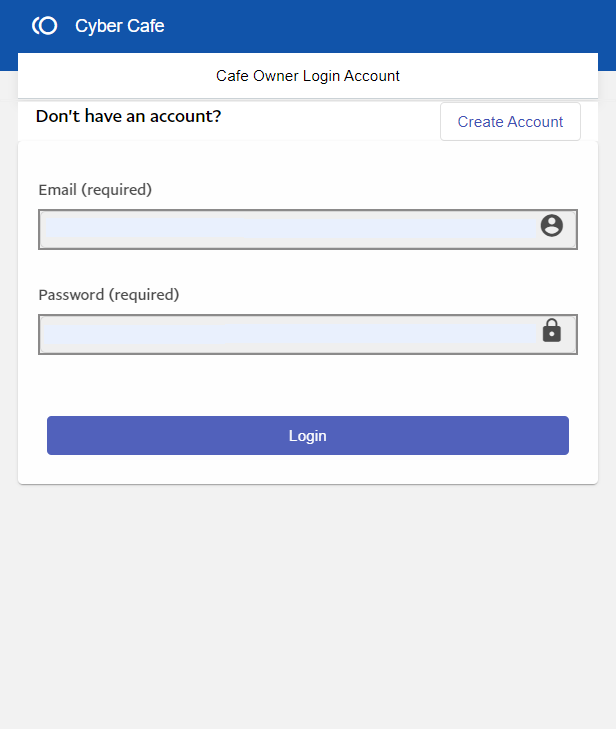 Cyber Cafe
Cafe Owner Login Account
Don't have an account?
Create Account
Email (required)
Password (required)
Login